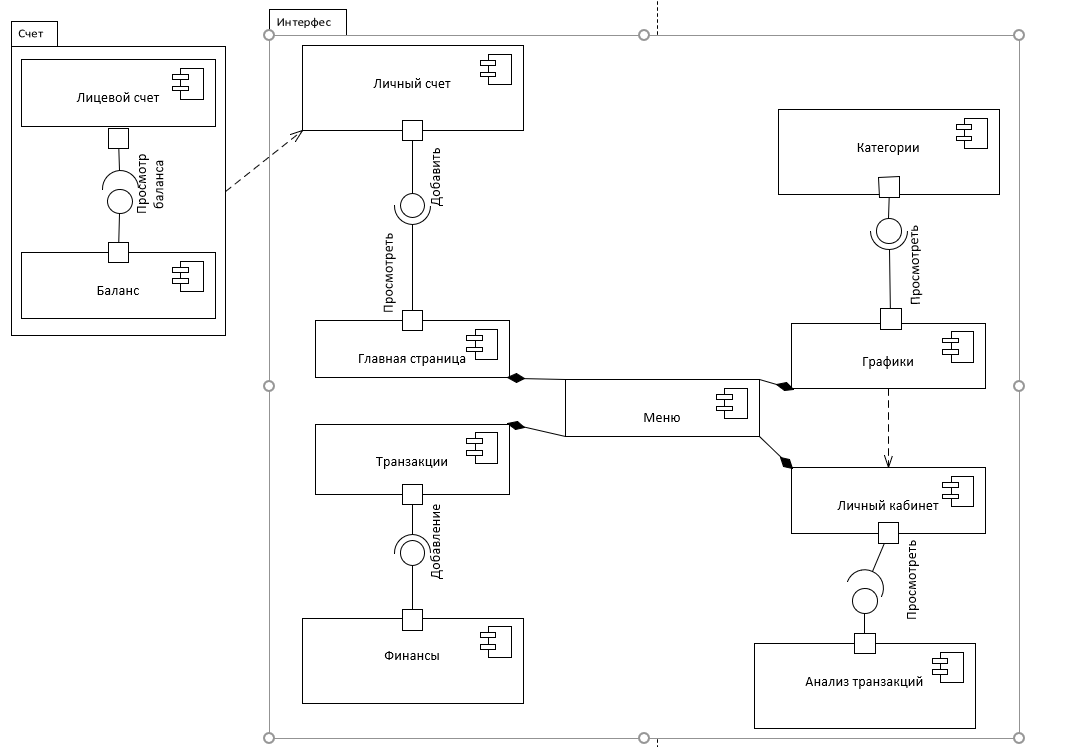 Счет
Лицевой счет
Просмотр
баланса
Баланс
Интерфес
Личный счет
Добавить
Просмотреть
Главная страница
Категории
Просмотреть
Графики
Меню
Транзакции
Добавление
Финансы
Личный кабинет
Просмотреть
Анализ транзакций